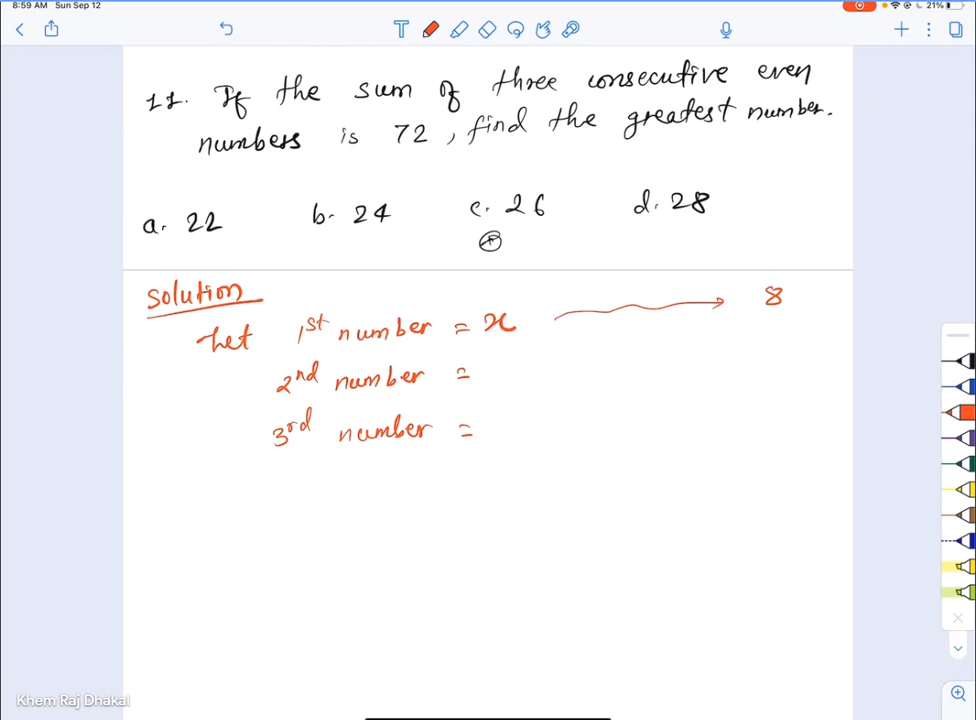 8:59 AM Sun Sep 12
21%
11. If the sum of three consecutive even
numbers is 72, find the greatest number.
a. 22 b. 24 c. 26 d. 28
Solution
Let 1st number = x 8
2nd number =
3rd number =
Khem Raj Dhakal